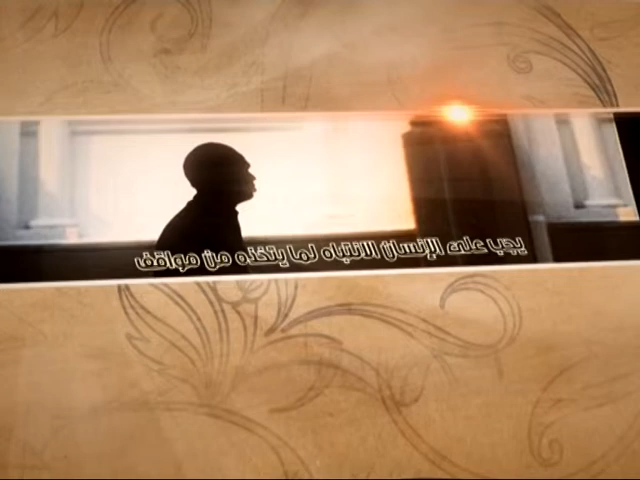 يجب على الإنسان الانتباه لما يتخذه من مواقف